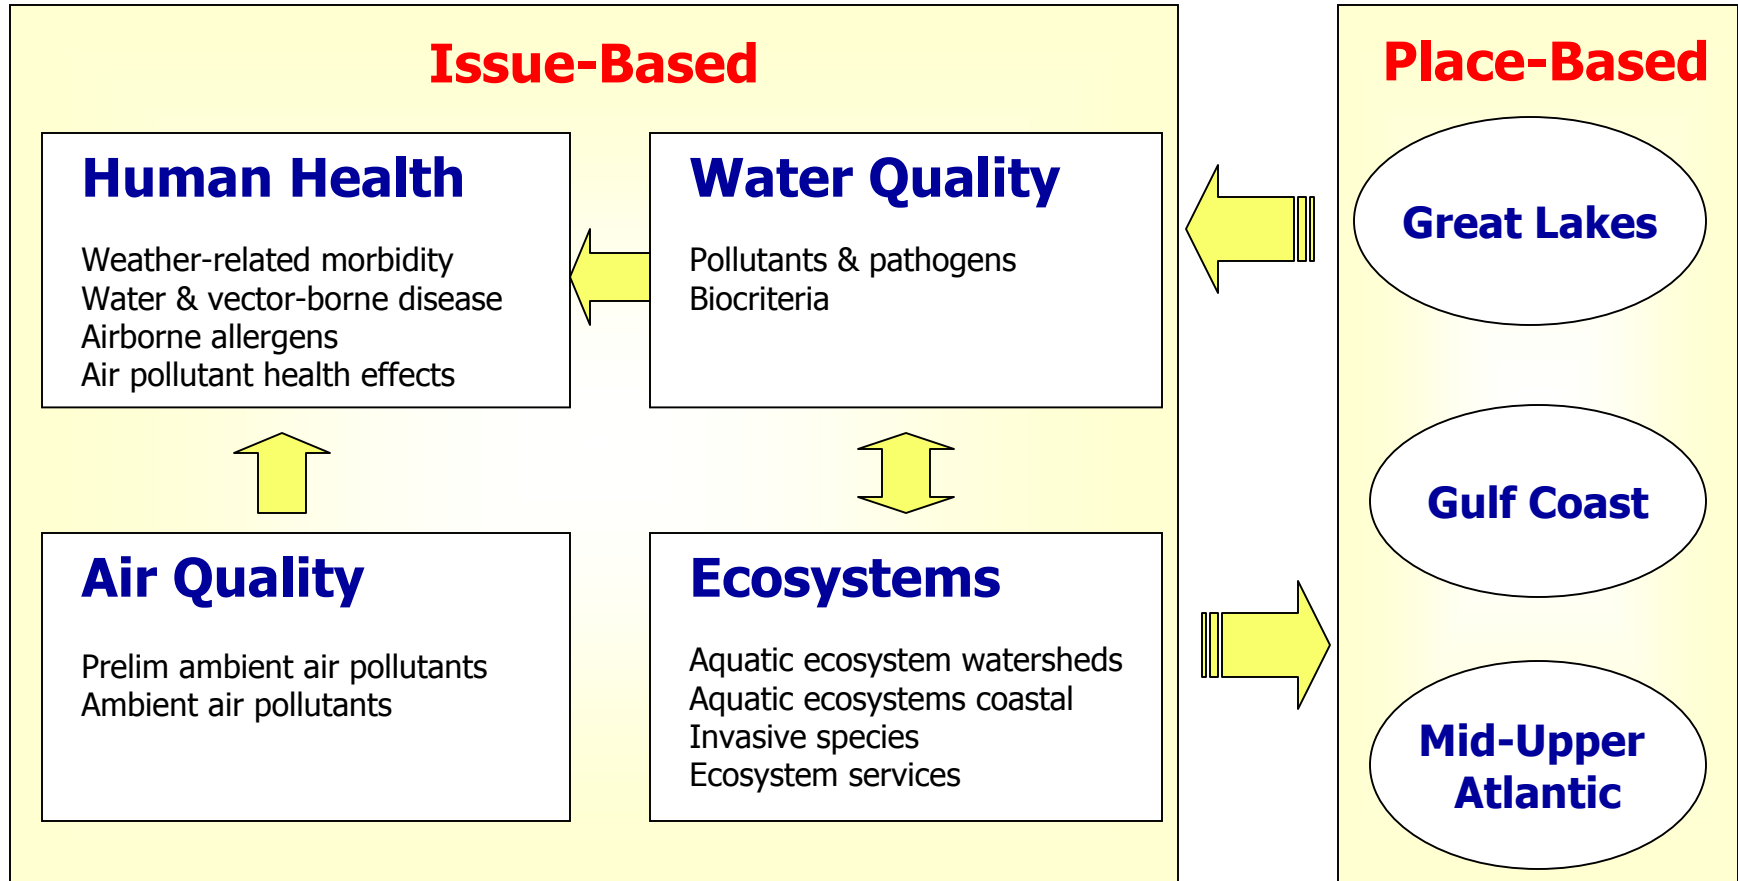 Issue-Based
Human Health
Weather-related morbidity
Water & vector-borne disease
Airborne allergens
Air pollutant health effects
Water Quality
Pollutants & pathogens
Biocriteria
Air Quality
Prelim ambient air pollutants
Ambient air pollutants
Ecosystems
Aquatic ecosystem watersheds
Aquatic ecosystems coastal
Invasive species
Ecosystem services
Place-Based
Great Lakes
Gulf Coast
Mid-Upper
Atlantic